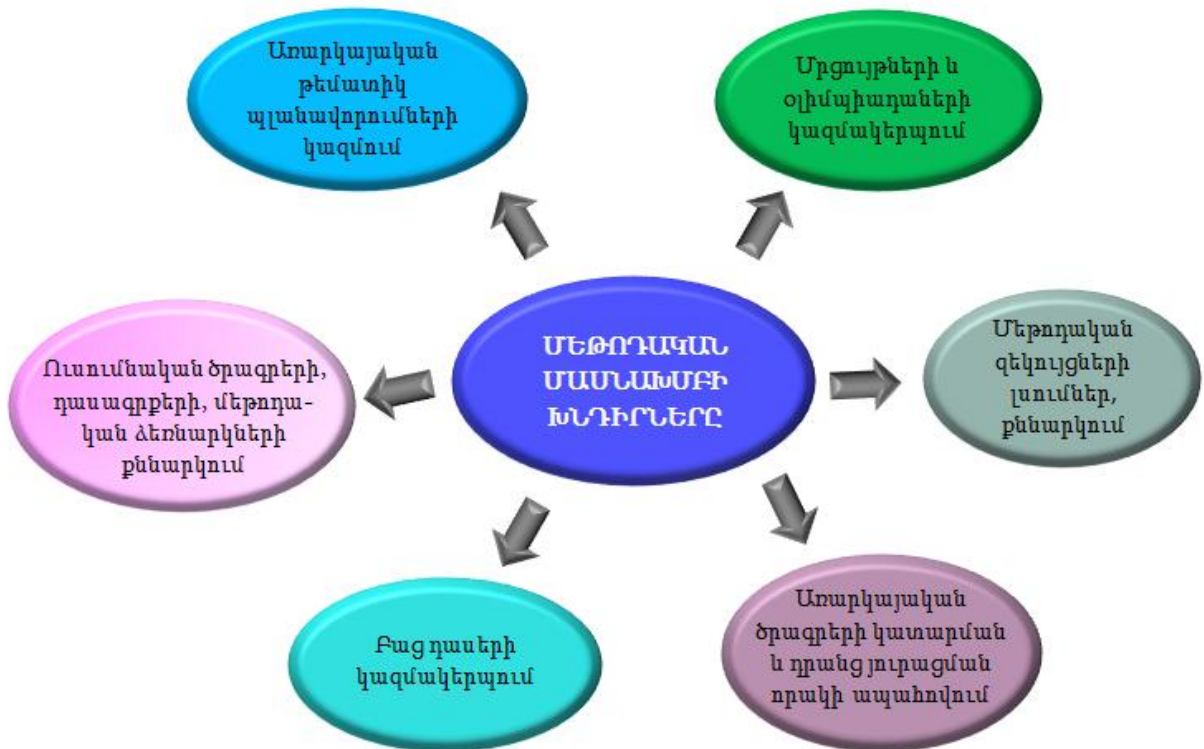 Առարկայական
թեմատիկ
պլանավորումների
կազմում
Մրցույթների և
օլիմպիադաների
կազմակերպում
Ուսումնական ծրագրերի,
դասագրքերի, մեթոդա-
կան ձեռնարկների
քննարկում
ՄԵԹՈԴԱԿԱՆ
ՄԱՍՆԱԽՄԲԻ
ԽՆԴԻՐՆԵՐԸ
Մեթոդական
զեկույցների
լսումներ,
քննարկում
Բաց դասերի
կազմակերպում
Առարկայական
ծրագրերի կատարման
և դրանց յուրացման
որակի ապահովում